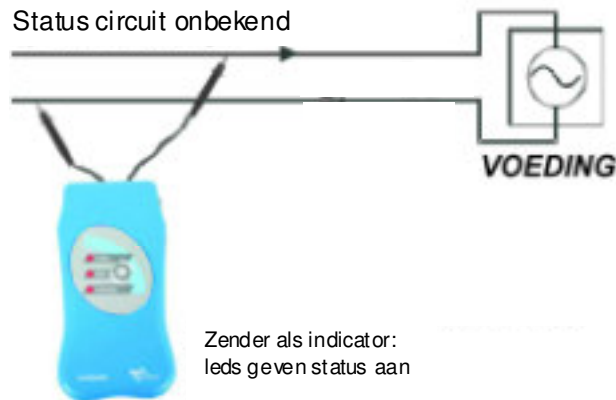 Status circuit onbekend
VOEDING
Zender als indicator:
leds geven status aan